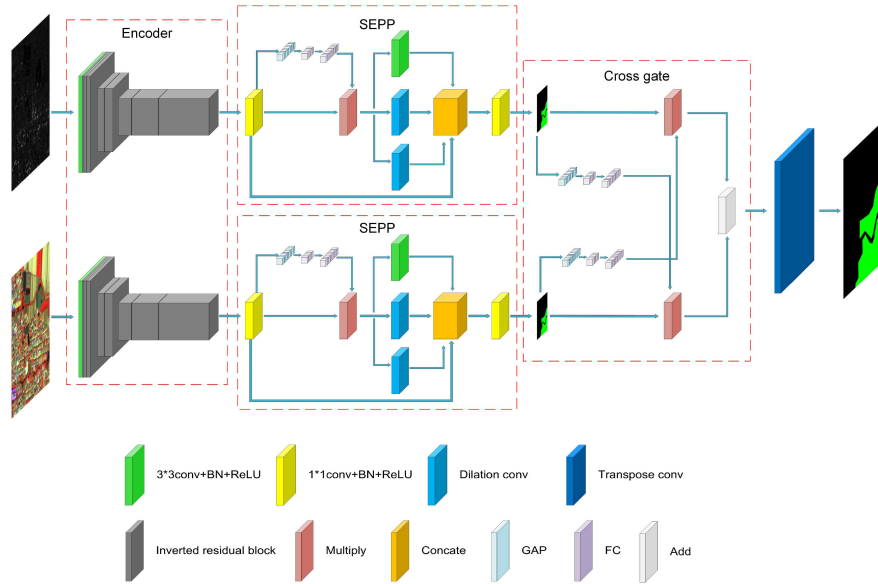 SEPP
Encoder
Cross gate
SEPP
3*3conv+BN+ReLU
1*1conv+BN+ReLU
Dilation conv
Transpose conv
Inverted residual block
Multiply
Concate
GAP
FC
Add